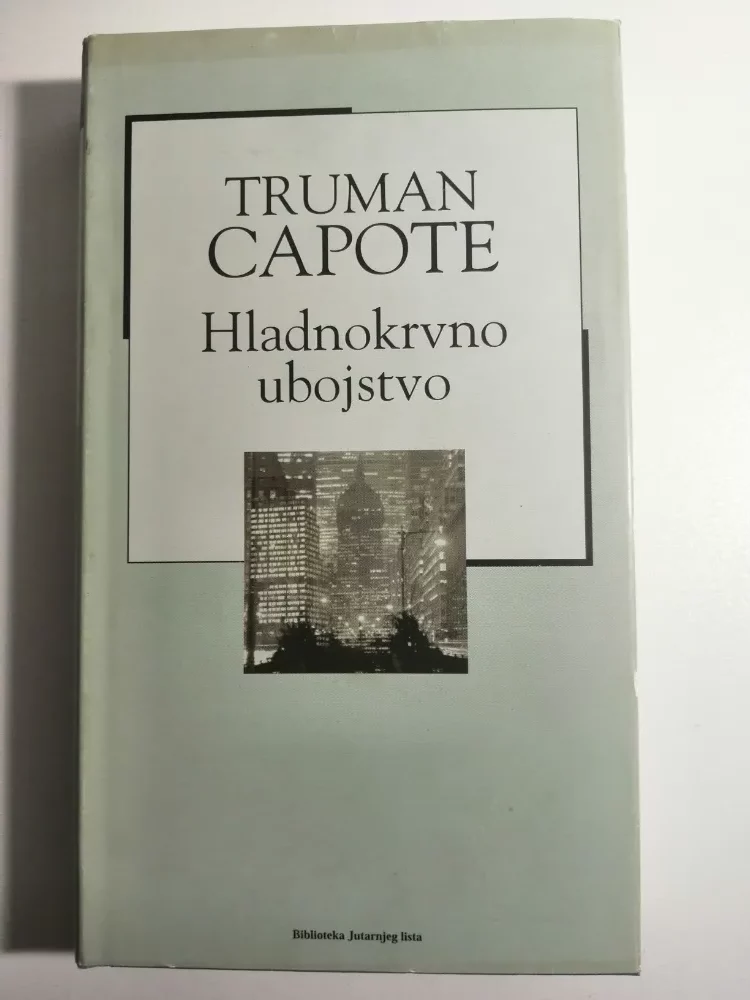 TRUMAN
CAPOTE
Hladnokrvno
ubojstvo
Biblioteka Jutarnjeg lista